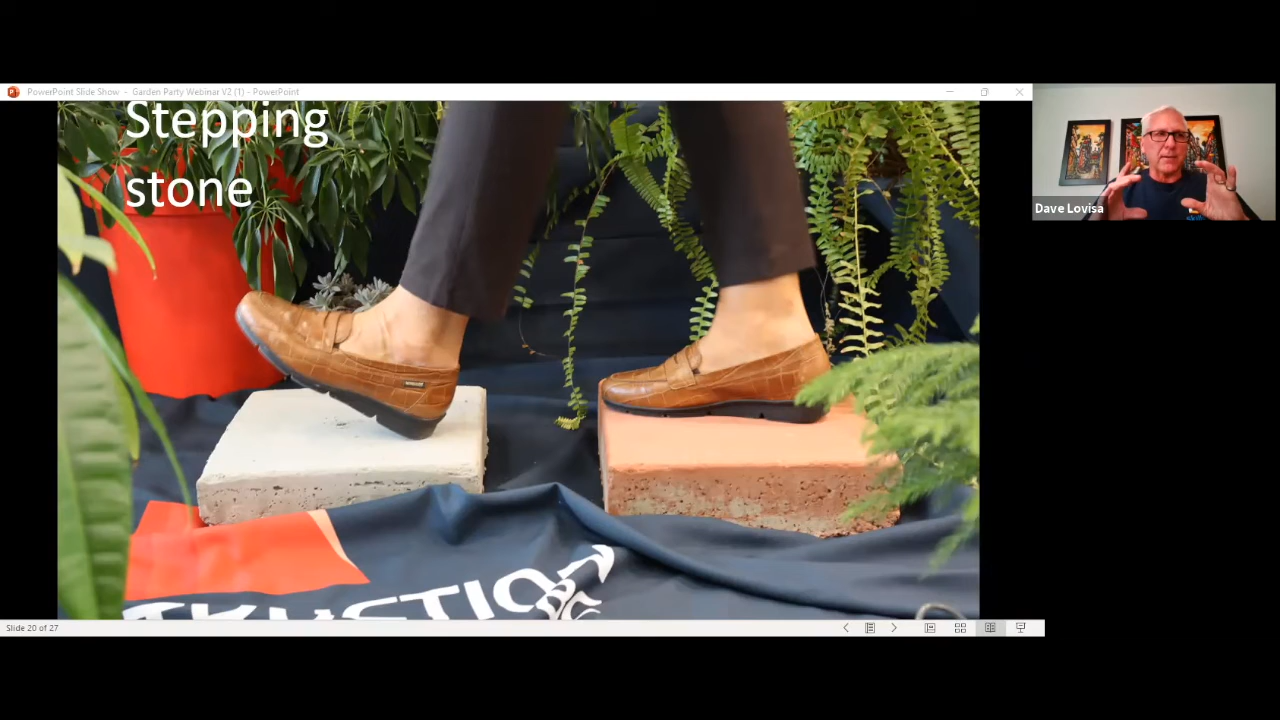 PowerPoint Slide Show - Garden Party Webinar V2 (1) - PowerPoint
Stepping
stone
Dave Lovisa
Slide 20 of 27